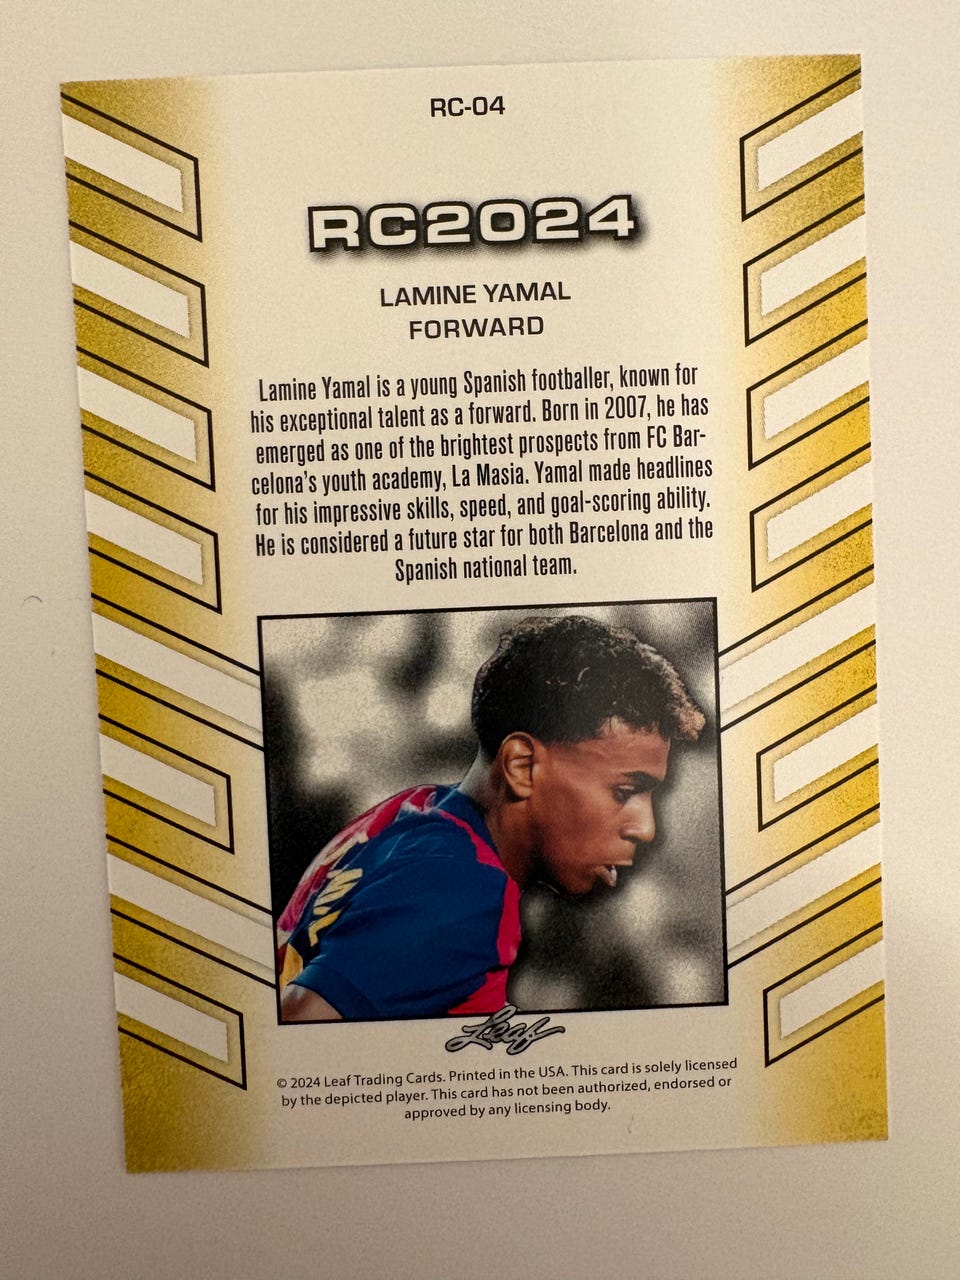 RC-04
RC2024
LAMINE YAMAL
FORWARD
Lamine Yamal is a young Spanish footballer, known for
his exceptional talent as a forward. Born in 2007, he has
emerged as one of the brightest prospects from FC Bar-
celona's youth academy, La Masia. Yamal made headlines
for his impressive skills, speed, and goal-scoring ability.
He is considered a future star for both Barcelona and the
Spanish national team.
Leaf
© 2024 Leaf Trading Cards. Printed in the USA. This card is solely licensed
by the depicted player. This card has not been authorized, endorsed or
approved by any licensing body.